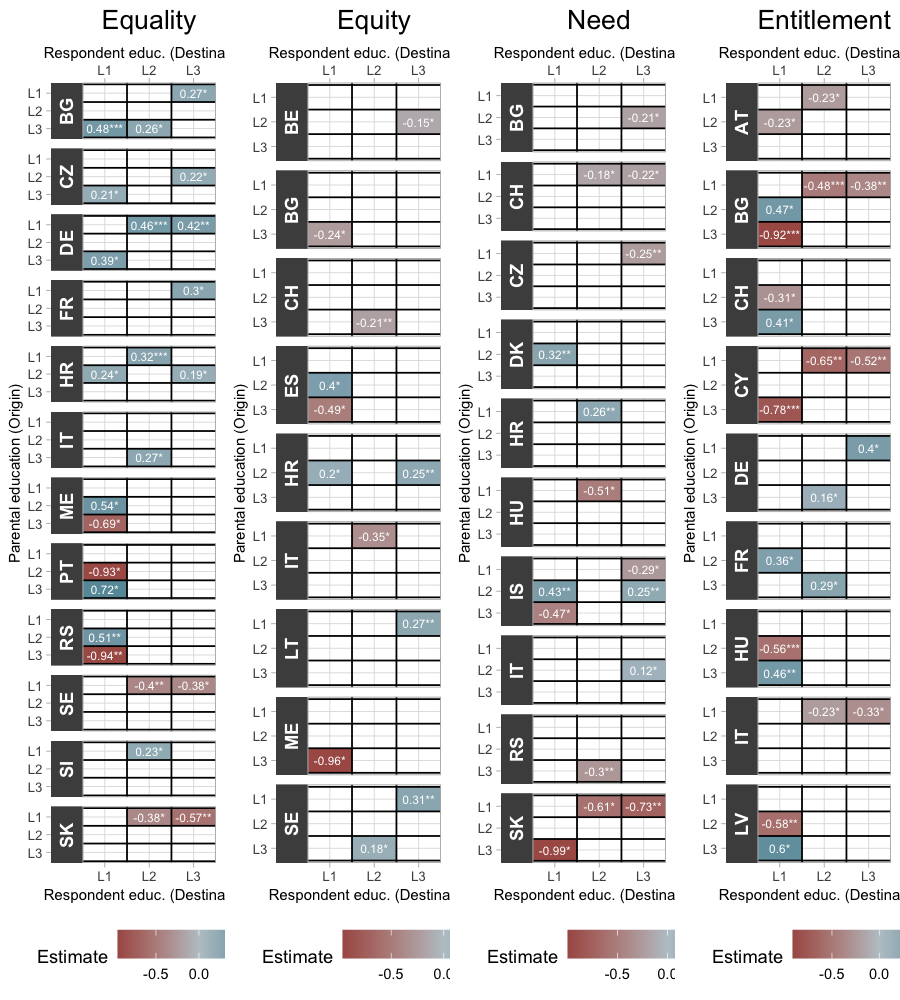 Equality
Equity
Need
Entitlement
Respondent educ. (Destina
Respondent educ. (Destina
Respondent educ. (Destina
Respondent educ. (Destina
Parental education (Origin)
L1 L2 L3
BG
L1 0.27*
L2
L3 0.48*** 0.26*
CZ
L1
L2 0.22*
L3 0.21*
DE
L1 0.46*** 0.42**
L2
L3 0.39*
FR
L1 0.3*
L2
L3
HR
L1 0.32***
L2 0.24* 0.19*
L3
IT
L1
L2
L3 0.27*
ME
L1
L2 0.54*
L3 -0.69*
PT
L1
L2 -0.93*
L3 0.72*
RS
L1
L2 0.51**
L3 -0.94**
SE
L1 -0.4** -0.38*
L2
L3
SI
L1 0.23*
L2
L3
SK
L1 -0.38* -0.57**
L2
L3
L1 L2 L3
Respondent educ. (Destina
Estimate
-0.5 0.0
Parental education (Origin)
L1 L2 L3
BE
L1
L2 -0.15*
L3
BG
L1
L2
L3 -0.24*
CH
L1
L2
L3 -0.21**
ES
L1
L2 0.4*
L3 -0.49*
HR
L1
L2 0.2* 0.25**
L3
IT
L1 -0.35*
L2
L3
LT
L1 0.27**
L2
L3
ME
L1
L2
L3 -0.96*
SE
L1 0.31**
L2
L3 0.18*
L1 L2 L3
Respondent educ. (Destina
Estimate
-0.5 0.0
Parental education (Origin)
L1 L2 L3
BG
L1
L2 -0.21*
L3
CH
L1 -0.18* -0.22*
L2
L3
CZ
L1 -0.25**
L2
L3
DK
L1
L2 0.32**
L3
HR
L1 0.26**
L2
L3
HU
L1 -0.51*
L2
L3
IS
L1 -0.29*
L2 0.43** 0.25**
L3 -0.47*
IT
L1
L2 0.12*
L3
RS
L1
L2
L3 -0.3**
SK
L1 -0.61* -0.73**
L2
L3 -0.99*
L1 L2 L3
Respondent educ. (Destina
Estimate
-0.5
Parental education (Origin)
L1 L2 L3
AT
L1 -0.23*
L2 -0.23*
L3
BG
L1 -0.48*** -0.38**
L2 0.47*
L3 -0.92***
CH
L1
L2 -0.31*
L3 0.41*
CY
L1 -0.65** -0.52**
L2
L3 -0.78***
DE
L1 0.4*
L2
L3 0.16*
FR
L1
L2 0.36*
L3 0.29*
HU
L1
L2 -0.56***
L3 0.46**
IT
L1 -0.23* -0.33*
L2
L3
LV
L1
L2 -0.58**
L3 0.6*
L1 L2 L3
Respondent educ. (Destina
Estimate
-0.5 0.0